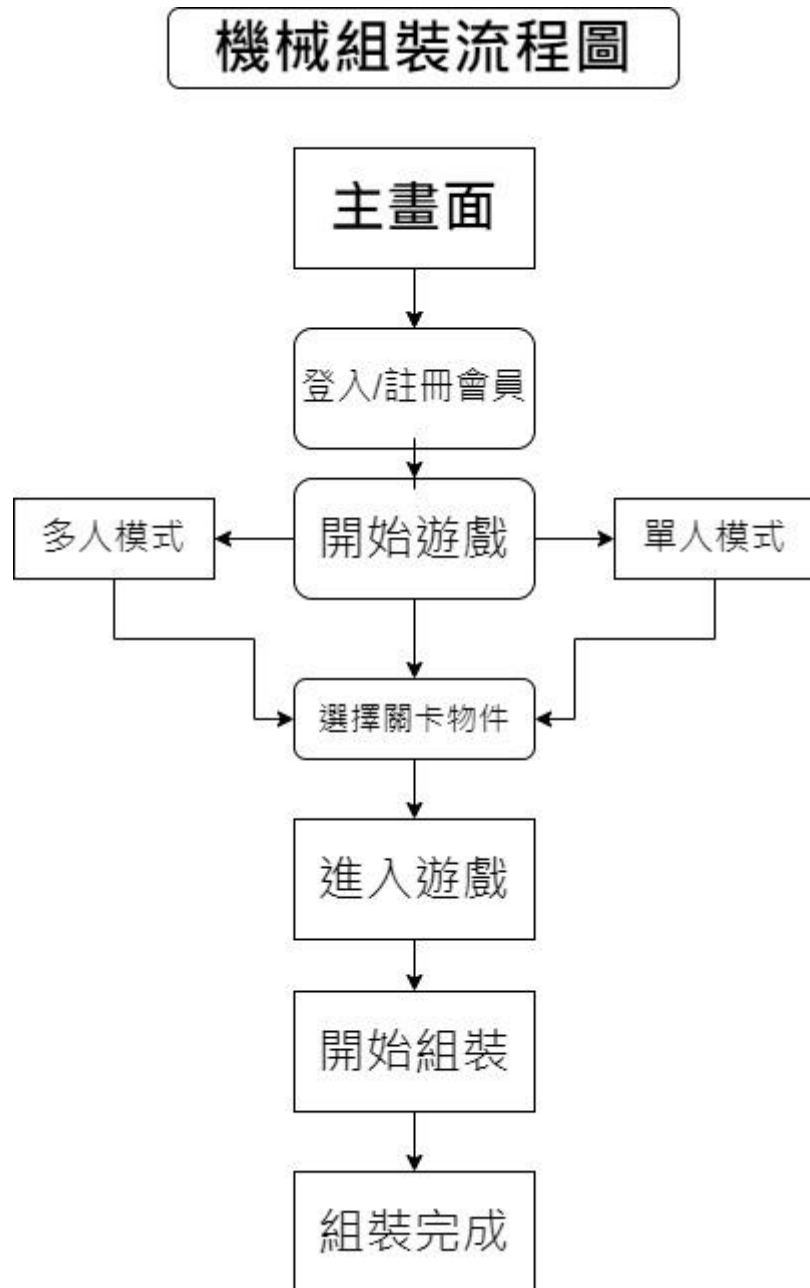 機械組裝流程圖
主畫面
登入/註冊會員
多人模式
開始遊戲
單人模式
選擇關卡物件
進入遊戲
開始組裝
組裝完成